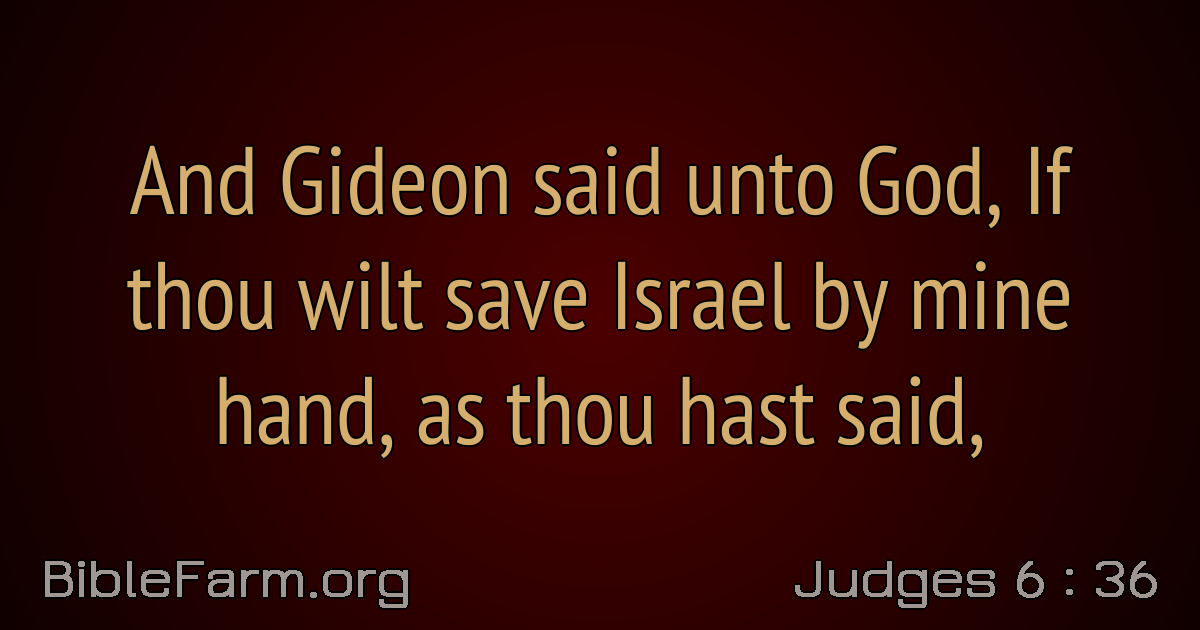 And Gideon said unto God, If
thou wilt save Israel by mine
hand, as thou hast said,
BibleFarm.org
Judges 6 : 36